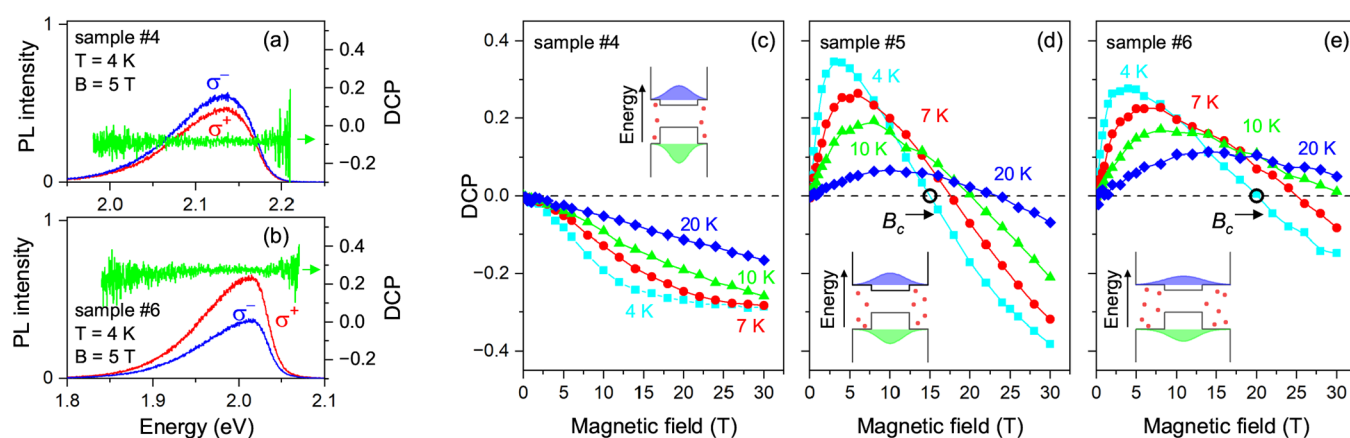 1
sample #4
T = 4 K
B = 5 T
(a)
σ⁻
σ⁺
0.4
0.2
0.0
−0.2
0
2.0
2.1
2.2
PL intensity
DCP
1
(b)
sample #6
T = 4 K
B = 5 T
σ⁻
σ⁺
0.4
0.2
0.0
−0.2
0
1.8
1.9
2.0
2.1
PL intensity
DCP
Energy (eV)
0.4
0.2
0.0
−0.2
−0.4
DCP
sample #4
(c)
Energy
20 K
10 K
4 K
7 K
0
5
10
15
20
25
30
Magnetic field (T)
sample #5
(d)
4 K
7 K
10 K
20 K
B_c
Energy
0
5
10
15
20
25
30
Magnetic field (T)
sample #6
(e)
4 K
7 K
10 K
20 K
B_c
Energy
0
5
10
15
20
25
30
Magnetic field (T)